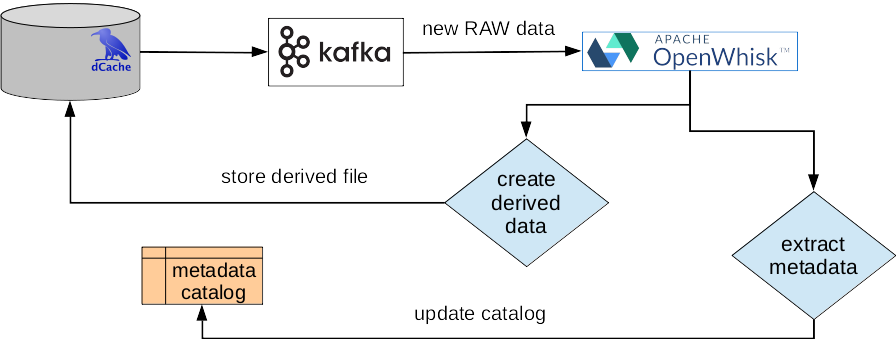 dCache
kafka
new RAW data
APACHE
OpenWhisk™
store derived file
create
derived
data
extract
metadata
metadata
catalog
update catalog